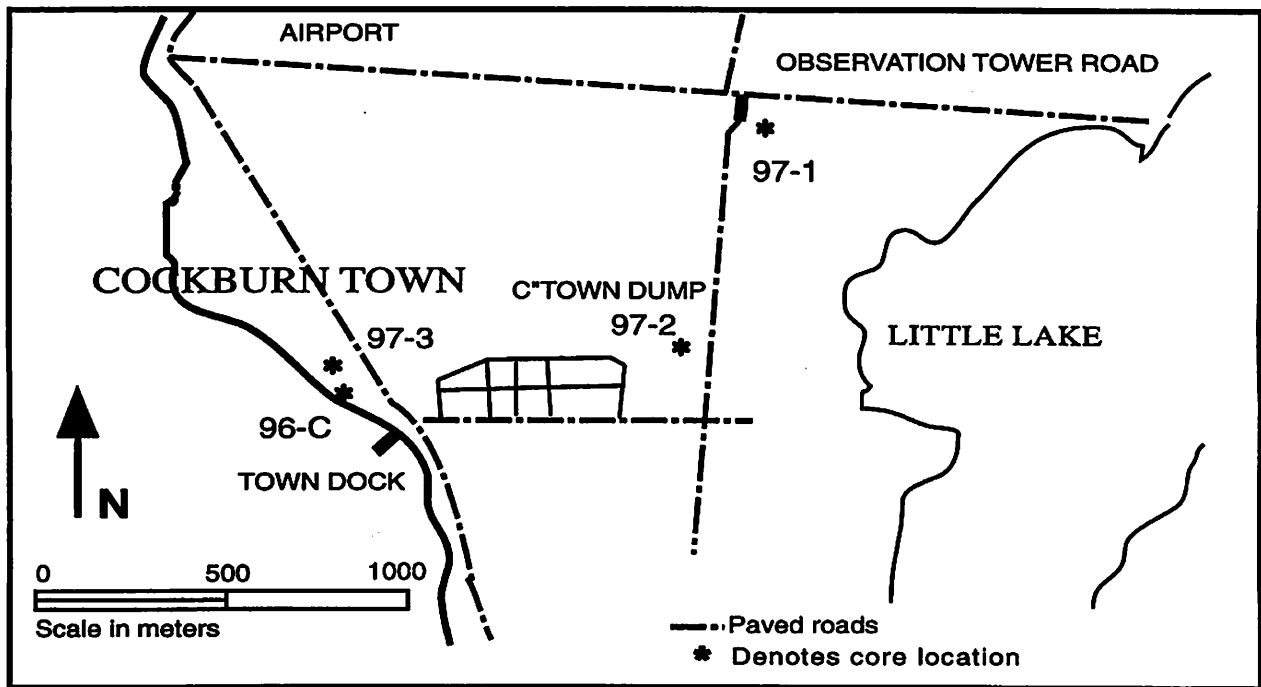 AIRPORT
OBSERVATION TOWER ROAD
97-1
COCKBURN TOWN
C"TOWN DUMP
97-2
97-3
LITTLE LAKE
96-C
TOWN DOCK
N
0 500 1000
Scale in meters
Paved roads
* Denotes core location